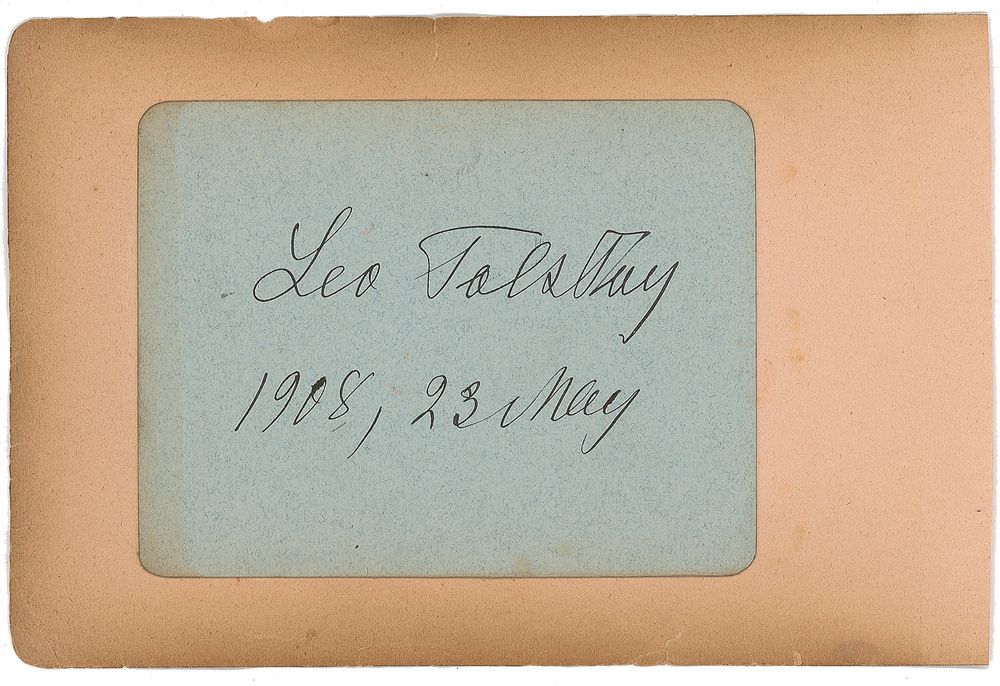 Leo Tolstoy
1908, 23 May